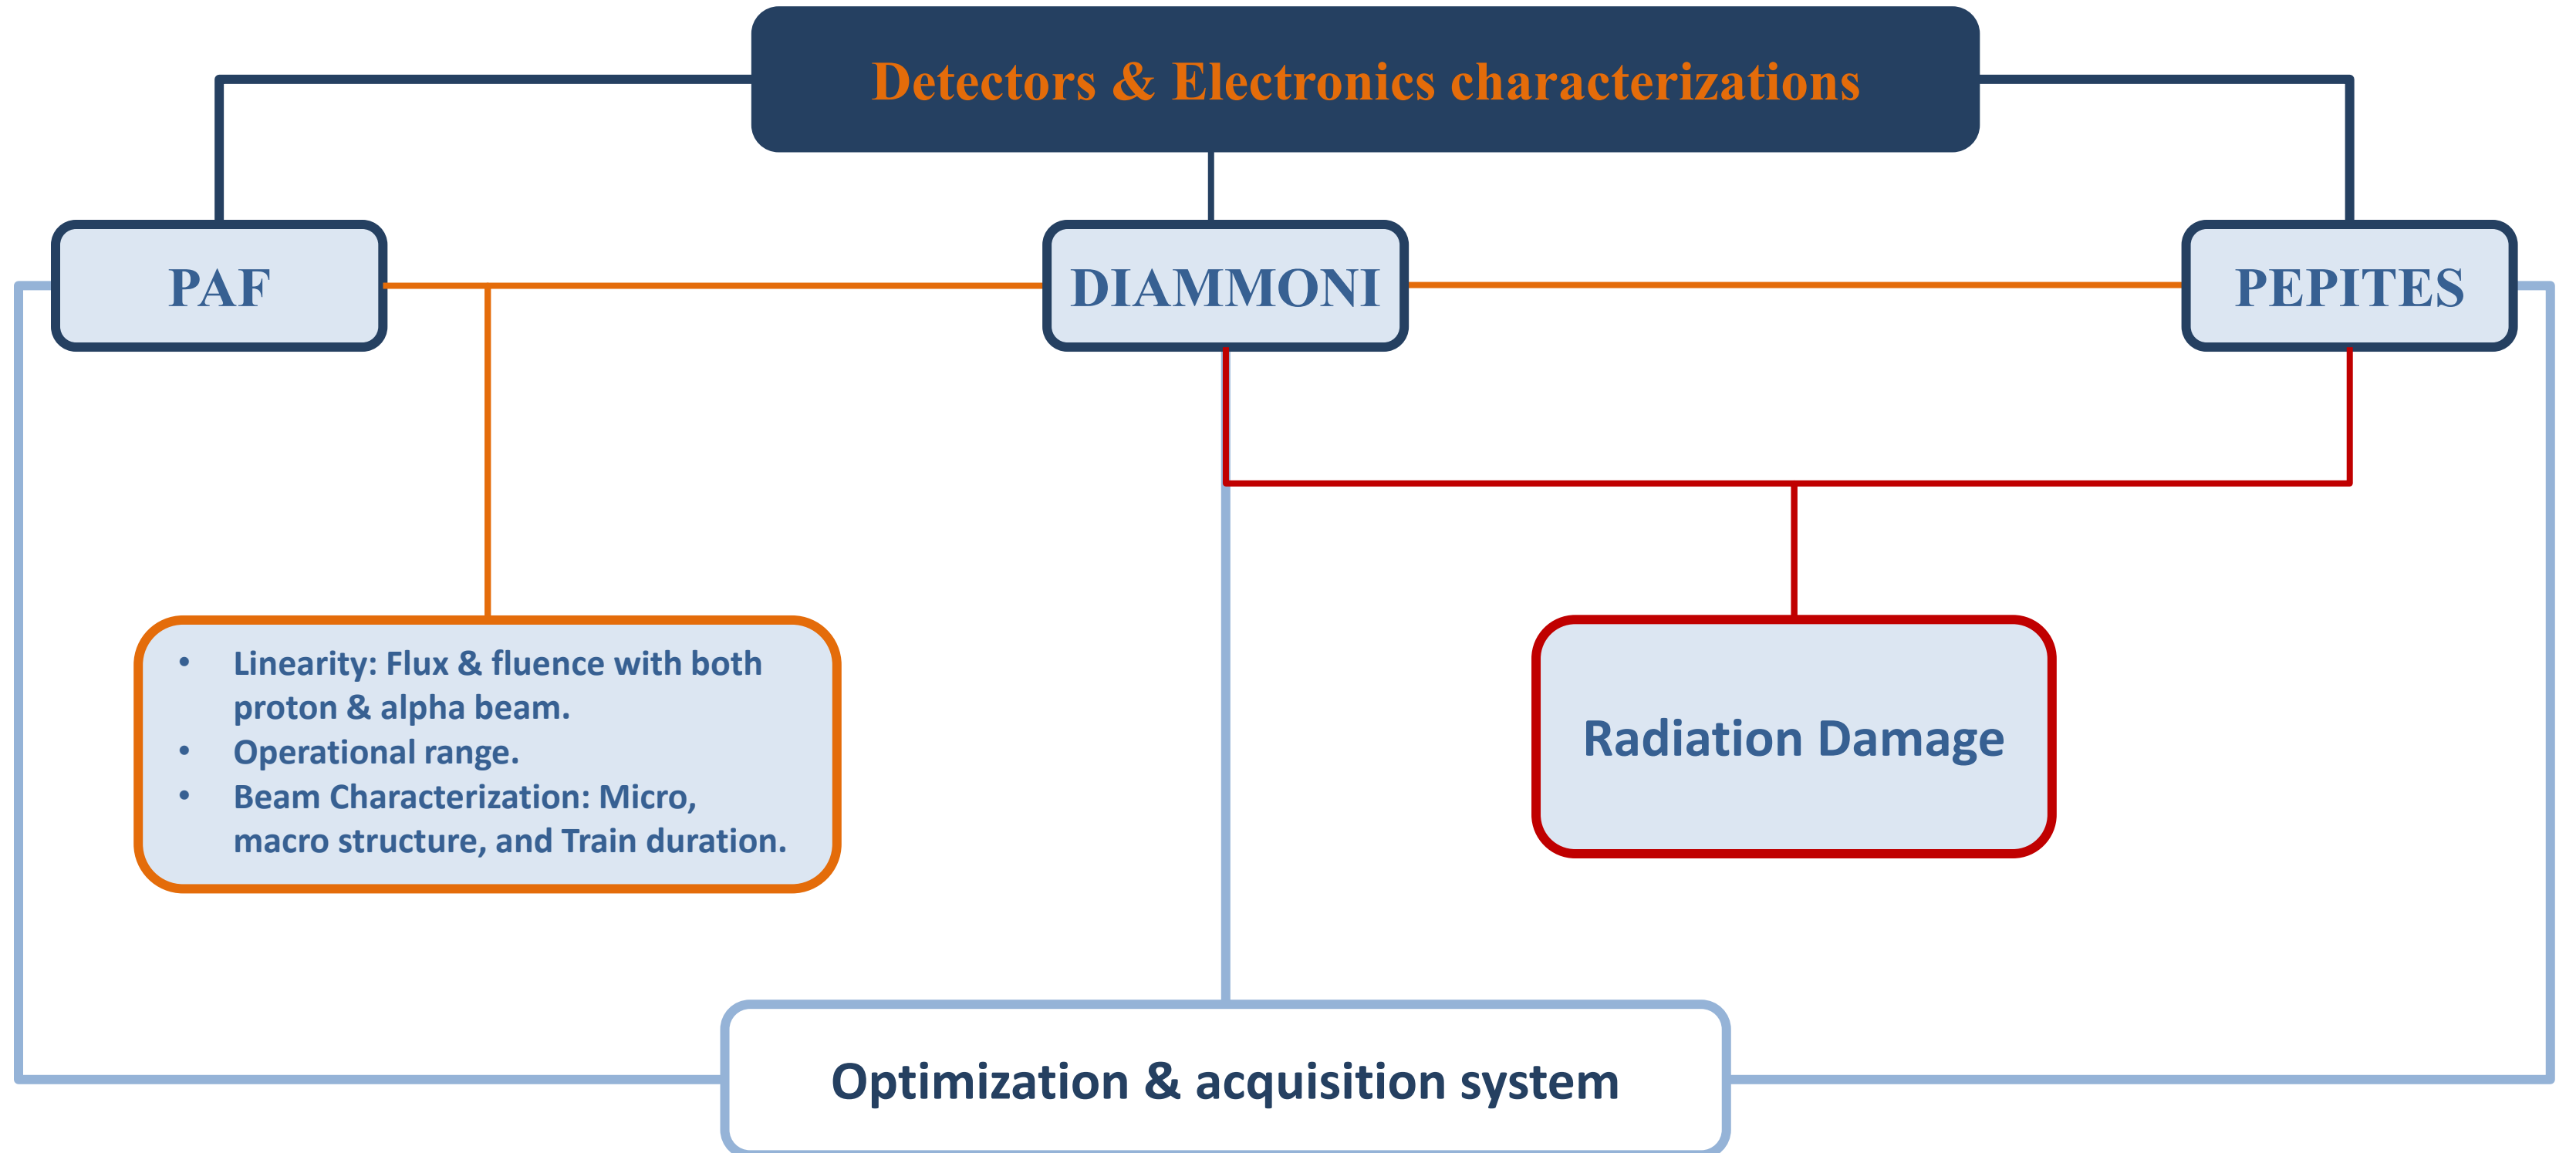 Detectors & Electronics characterizations
PAF
DIAMMONI
PEPITES
• Linearity: Flux & fluence with both
proton & alpha beam.
• Operational range.
• Beam Characterization: Micro,
macro structure, and Train duration.
Radiation Damage
Optimization & acquisition system